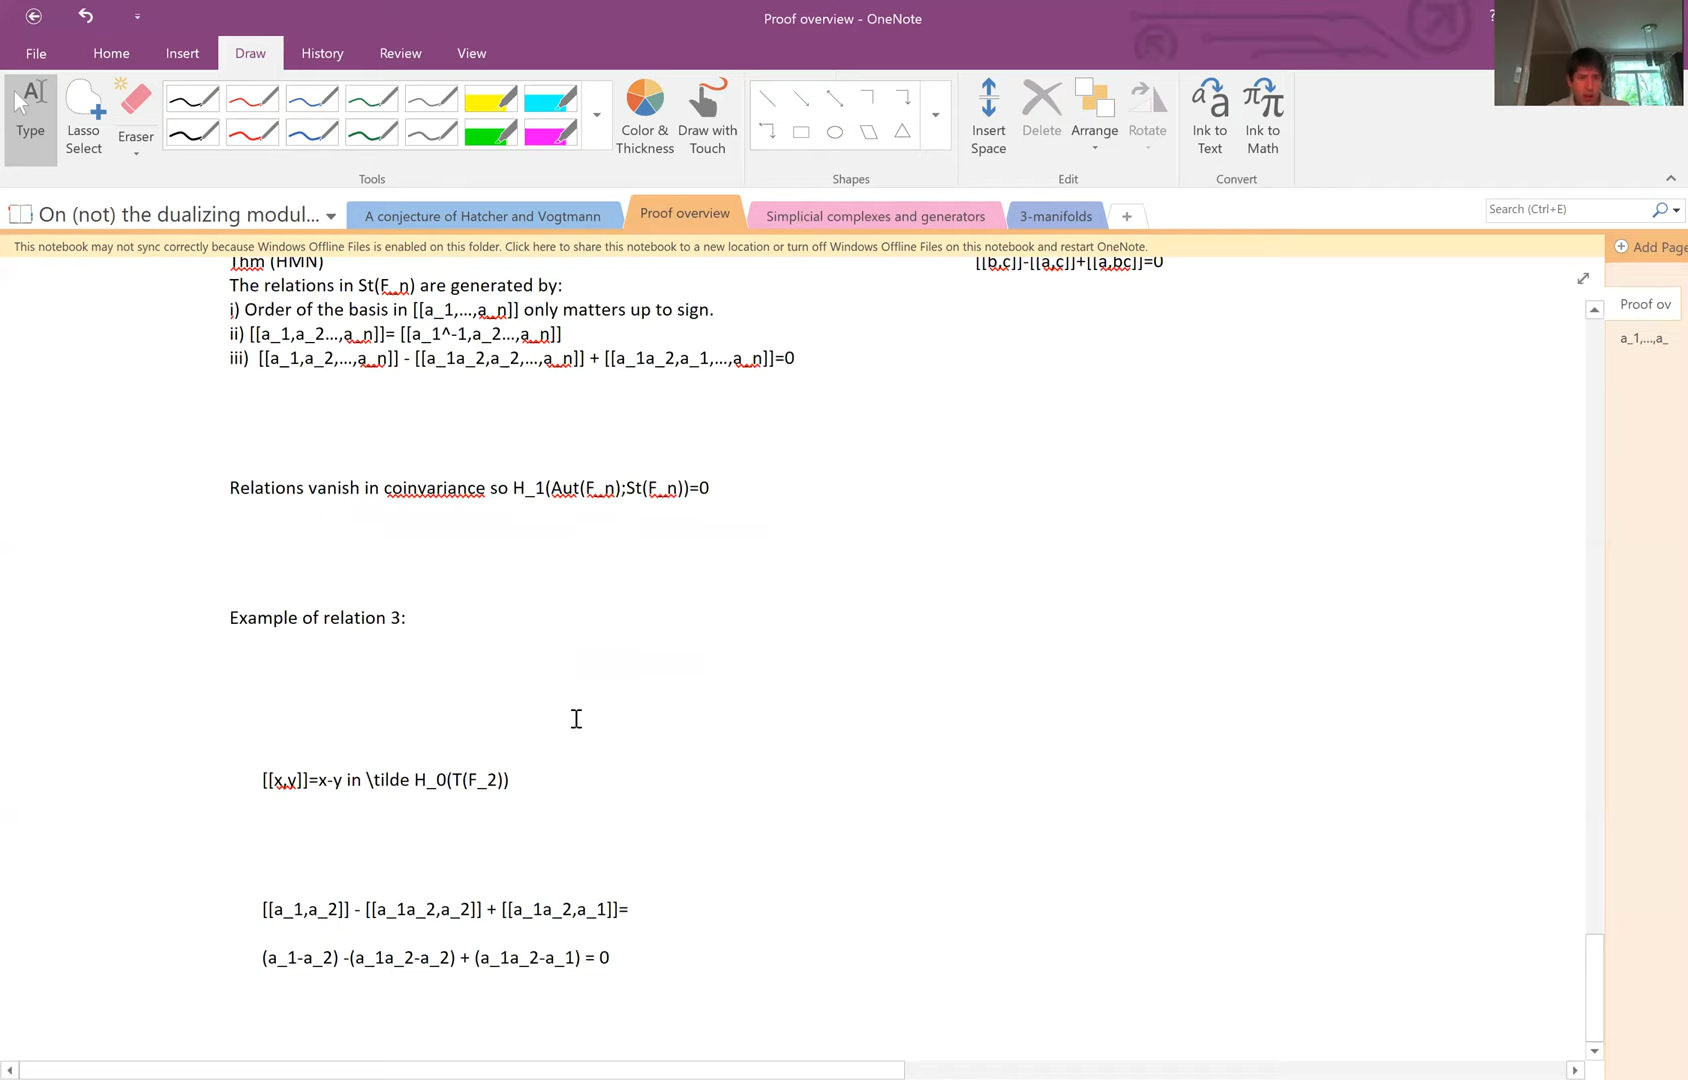 Proof overview - OneNote
?
File
Home
Insert
Draw
History
Review
View
Type
Lasso Select
Eraser
Color & Thickness
Draw with Touch
Insert Space
Delete
Arrange
Rotate
Ink to Text
Ink to Math
Tools
Shapes
Edit
Convert
On (not) the dualizing modul...
A conjecture of Hatcher and Vogtmann
Proof overview
Simplicial complexes and generators
3-manifolds
+
Search (Ctrl+E)
This notebook may not sync correctly because Windows Offline Files is enabled on this folder. Click here to share this notebook to a new location or turn off Windows Offline Files on this notebook and restart OneNote.
Add Page
Proof ov
a_1,...,a_
Thm (HMN)
[[b,c]]-[[a,c]]+[[a,bc]]=0
The relations in St(F_n) are generated by:
i) Order of the basis in [[a_1,...,a_n]] only matters up to sign.
ii) [[a_1,a_2...,a_n]]= [[a_1^-1,a_2...,a_n]]
iii) [[a_1,a_2,...,a_n]] - [[a_1a_2,a_2,...,a_n]] + [[a_1a_2,a_1,...,a_n]]=0
Relations vanish in coinvariance so H_1(Aut(F_n);St(F_n))=0
Example of relation 3:
[[x,y]]=x-y in \tilde H_0(T(F_2))
[[a_1,a_2]] - [[a_1a_2,a_2]] + [[a_1a_2,a_1]]=
(a_1-a_2) -(a_1a_2-a_2) + (a_1a_2-a_1) = 0